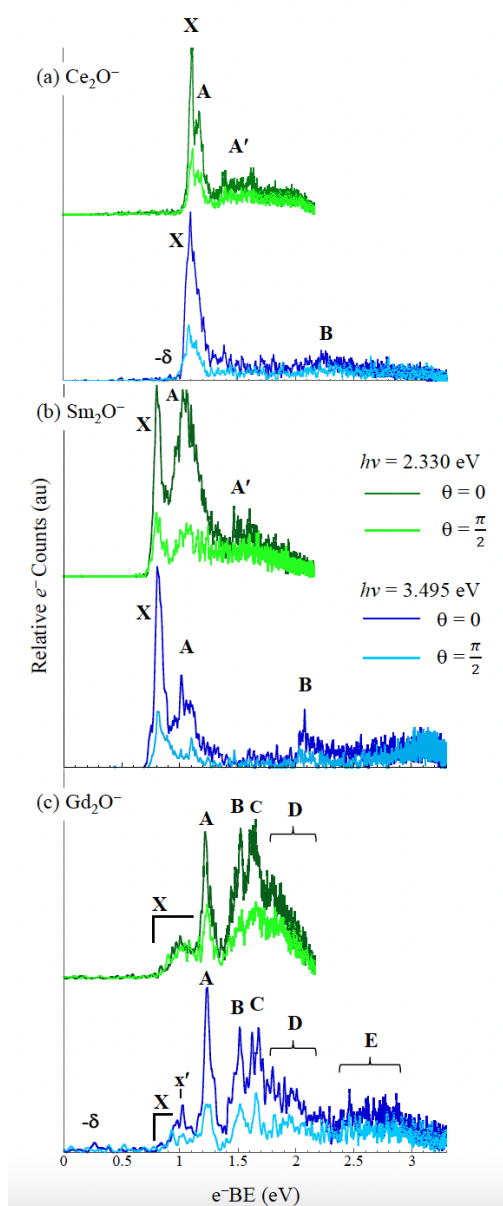 X
(a) Ce₂O⁻
A
A′
X
B
-δ
(b) Sm₂O⁻
A
X
hν = 2.330 eV
θ = 0
A′
θ = π/2
hν = 3.495 eV
θ = 0
X
A
θ = π/2
B
(c) Gd₂O⁻
A
B C
D
X
A
B C
D
E
x′
X
-δ
0 0.5 1 1.5 2 2.5 3
e⁻BE (eV)
Relative e⁻ Counts (au)